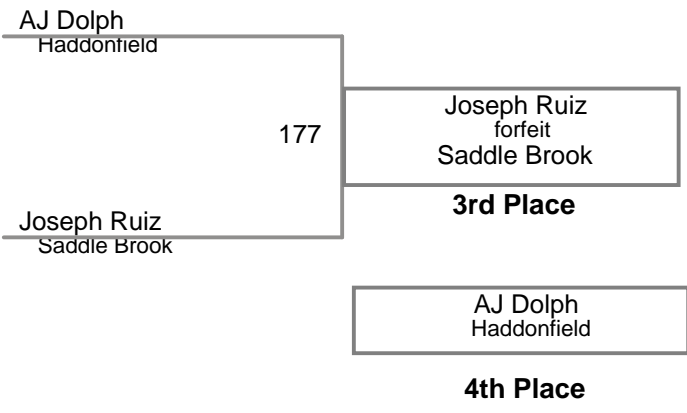 AJ Dolph
Haddonfield
177
Joseph Ruiz
forfeit
Saddle Brook
3rd Place
Joseph Ruiz
Saddle Brook
AJ Dolph
Haddonfield
4th Place